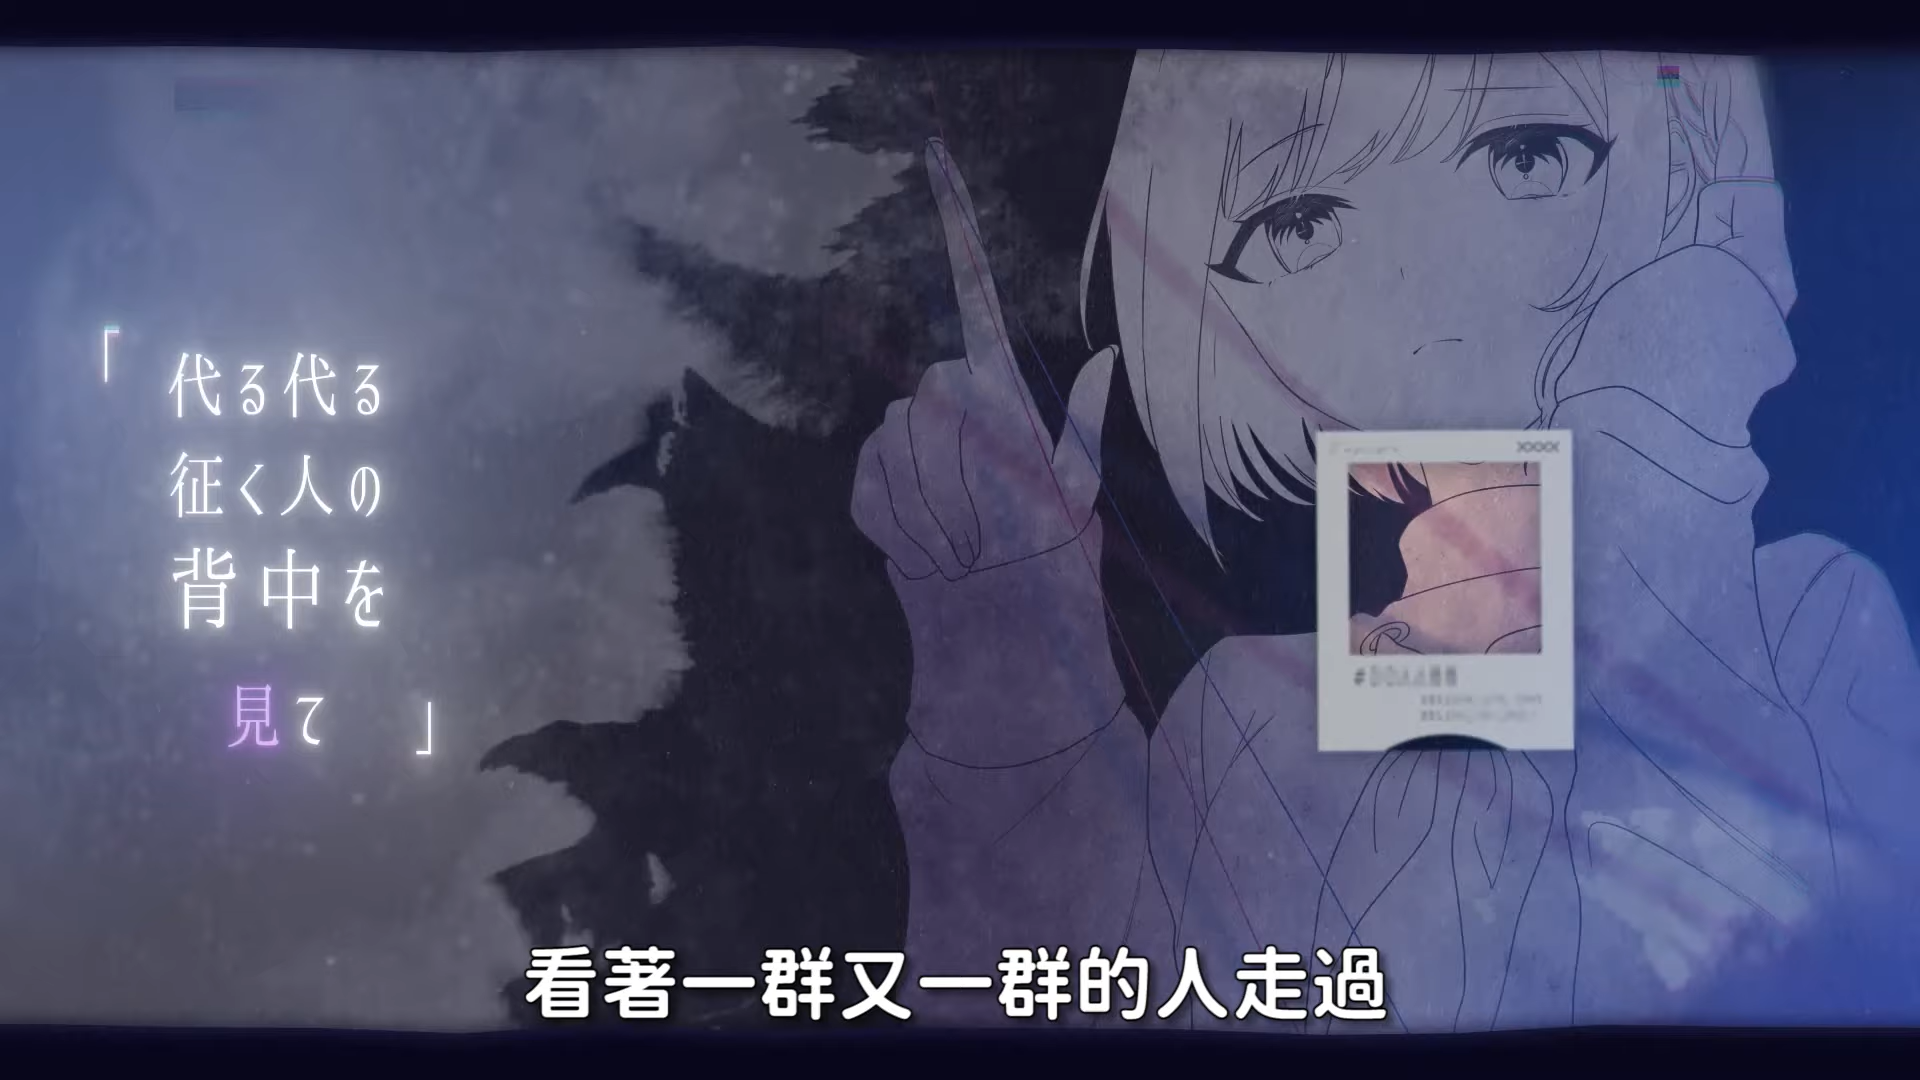 「代る代る
征く人の
背中を
見て」
XXXX
看著一群又一群的人走過